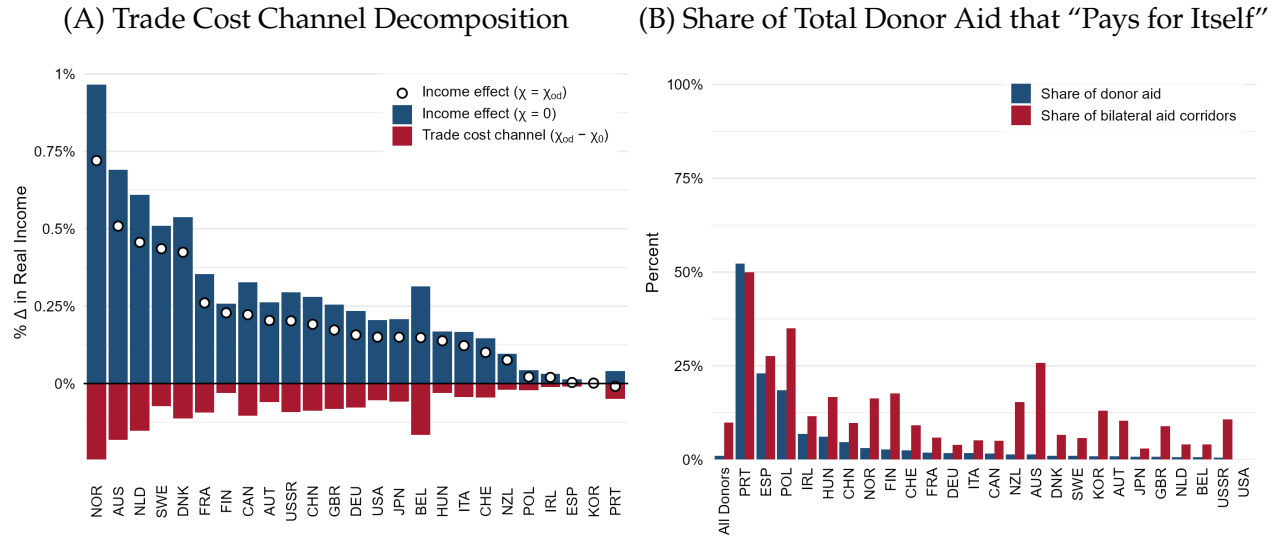 (A) Trade Cost Channel Decomposition
1%
0.75%
0.5%
0.25%
0%
% Δ in Real Income
Income effect (χ = χod)
Income effect (χ = 0)
Trade cost channel (χod − χ0)
NOR
AUS
NLD
SWE
DNK
FRA
FIN
CAN
AUT
USSR
CHN
GBR
DEU
USA
JPN
BEL
HUN
ITA
CHE
NZL
POL
IRL
ESP
KOR
PRT
(B) Share of Total Donor Aid that “Pays for Itself”
100%
75%
50%
25%
0%
Percent
Share of donor aid
Share of bilateral aid corridors
All Donors
PRT
ESP
POL
IRL
HUN
CHN
NOR
FIN
CHE
FRA
DEU
ITA
CAN
NZL
AUS
DNK
SWE
KOR
AUT
JPN
GBR
NLD
BEL
USSR
USA